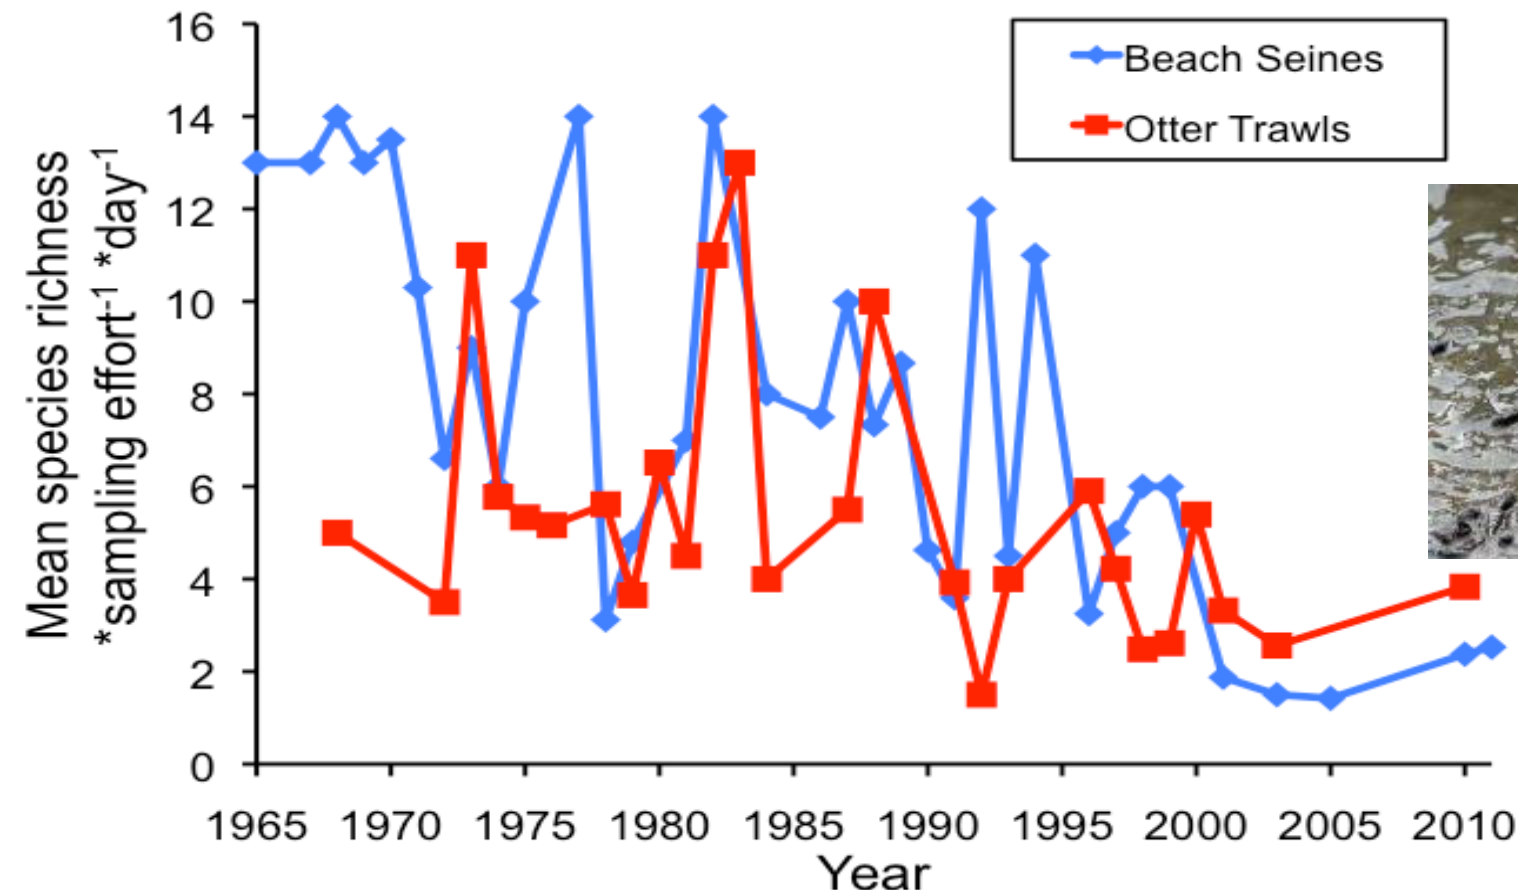 16
14
12
10
8
6
4
2
0
Mean species richness
*sampling effort⁻¹ *day⁻¹
Beach Seines
Otter Trawls
1965 1970 1975 1980 1985 1990 1995 2000 2005 2010
Year